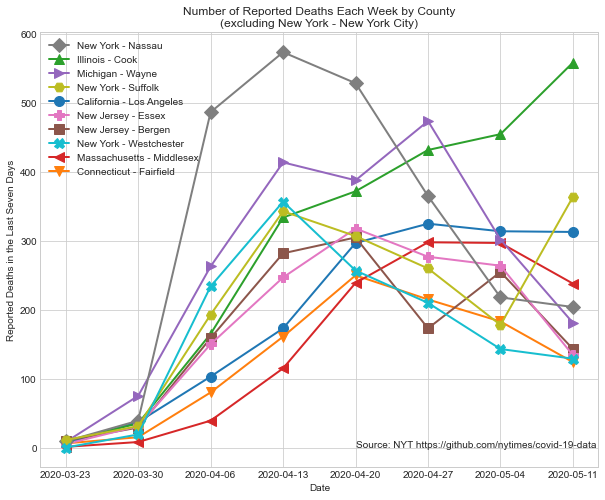 Number of Reported Deaths Each Week by County
(excluding New York - New York City)
Reported Deaths in the Last Seven Days
600
500
400
300
200
100
0
New York - Nassau
Illinois - Cook
Michigan - Wayne
New York - Suffolk
California - Los Angeles
New Jersey - Essex
New Jersey - Bergen
New York - Westchester
Massachusetts - Middlesex
Connecticut - Fairfield
Source: NYT https://github.com/nytimes/covid-19-data
2020-03-23 2020-03-30 2020-04-06 2020-04-13 2020-04-20 2020-04-27 2020-05-04 2020-05-11
Date